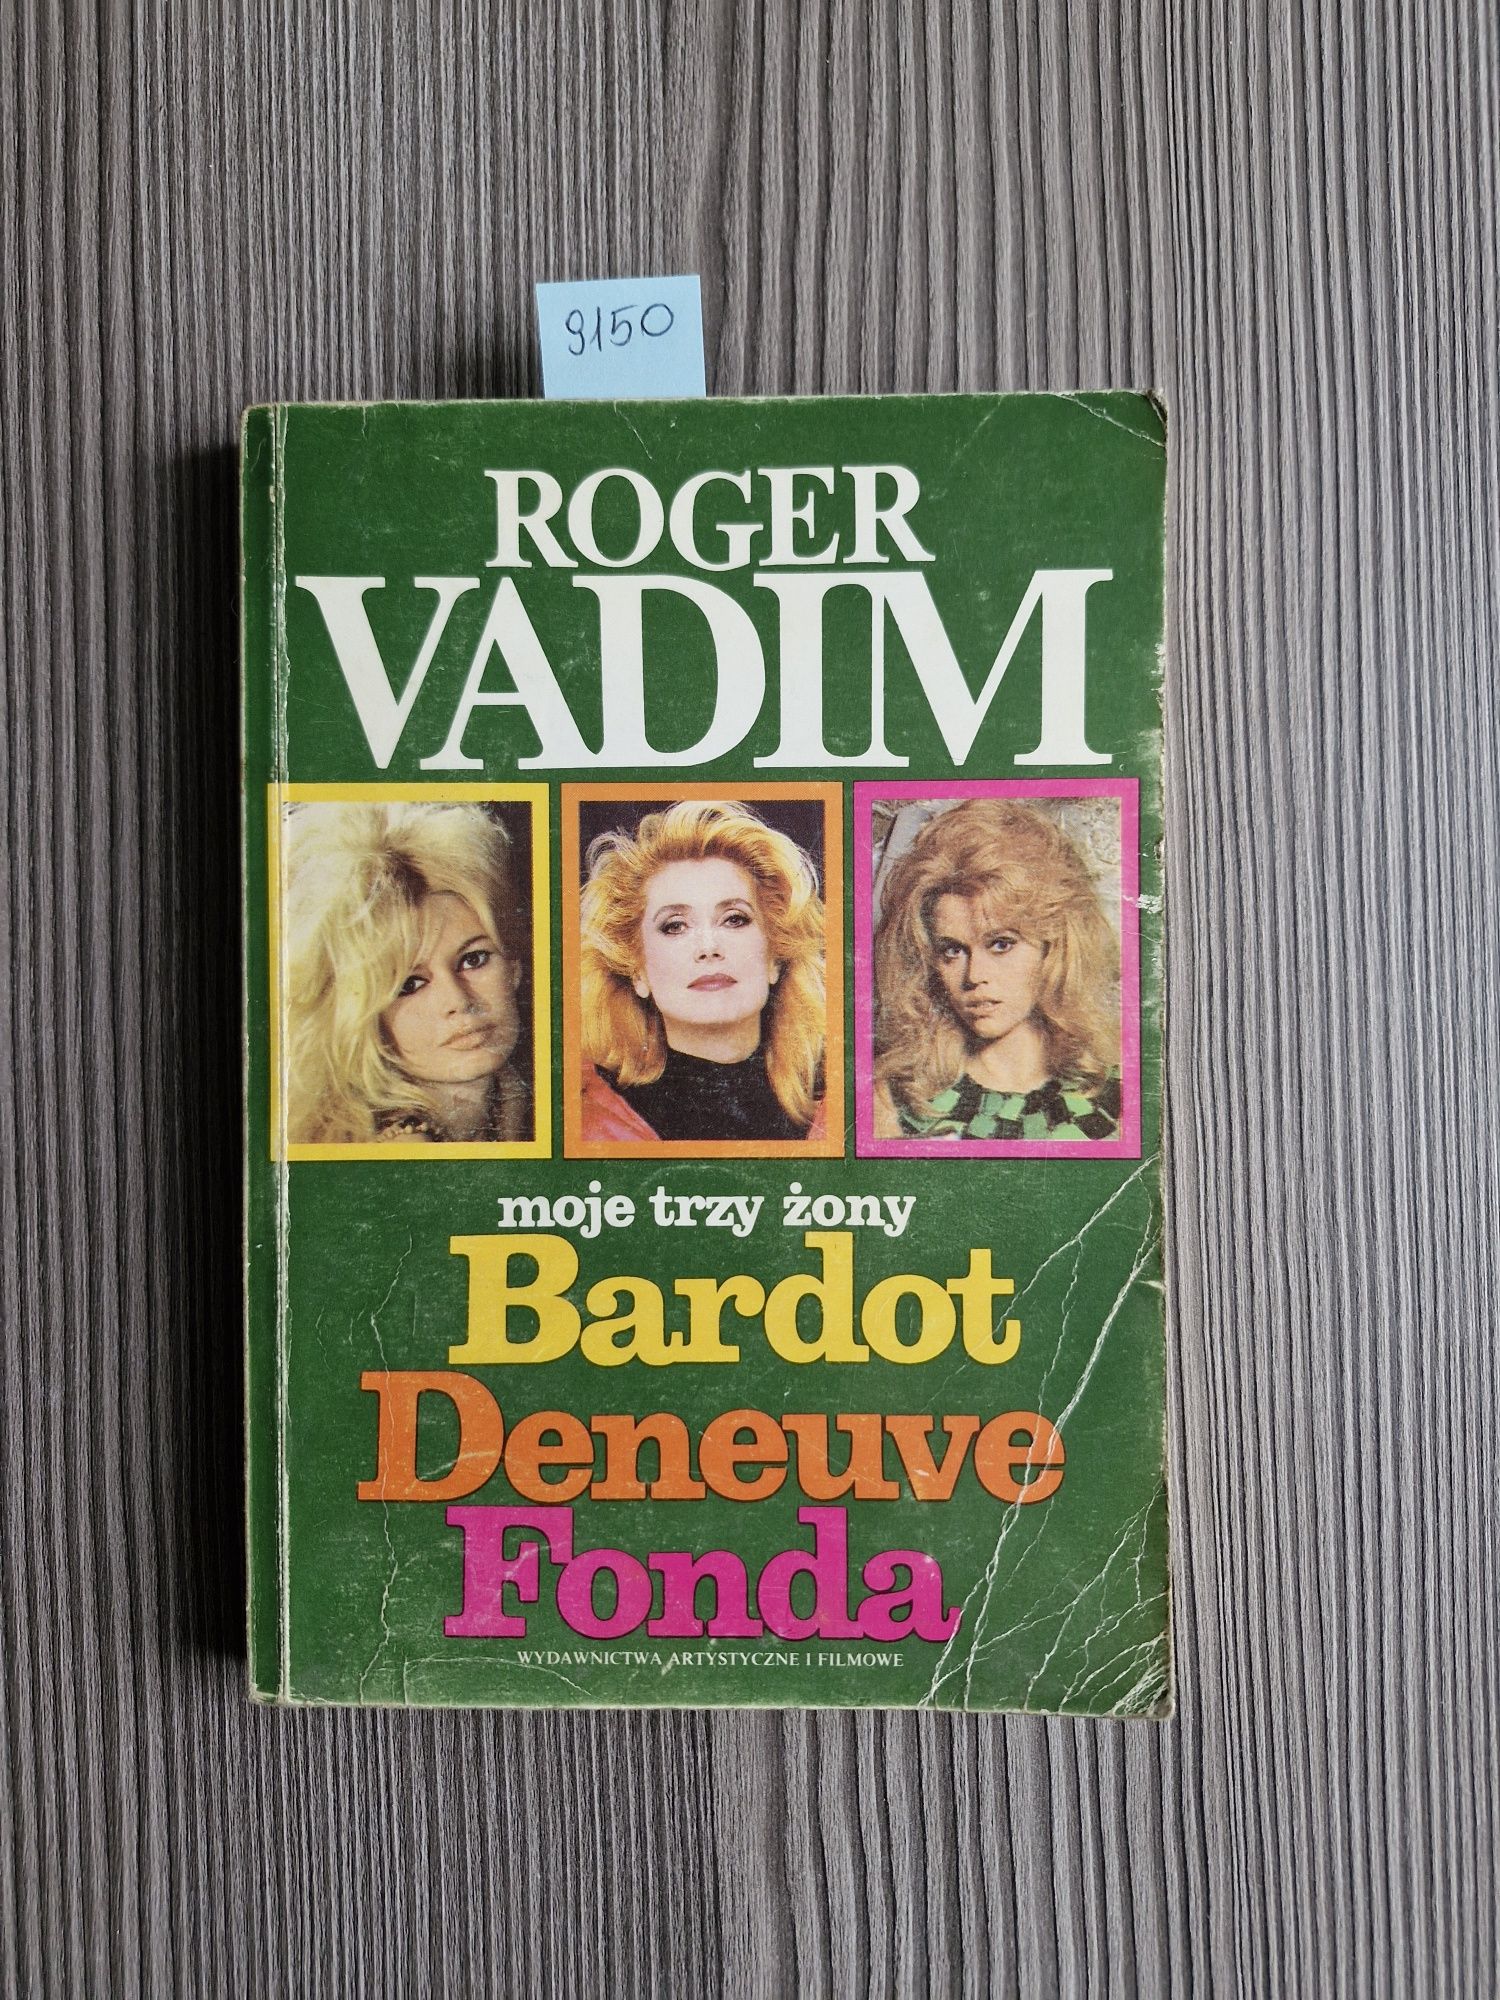 9150
ROGER
VADIM
moje trzy żony
Bardot
Deneuve
Fonda
WYDAWNICTWA ARTYSTYCZNE I FILMOWE